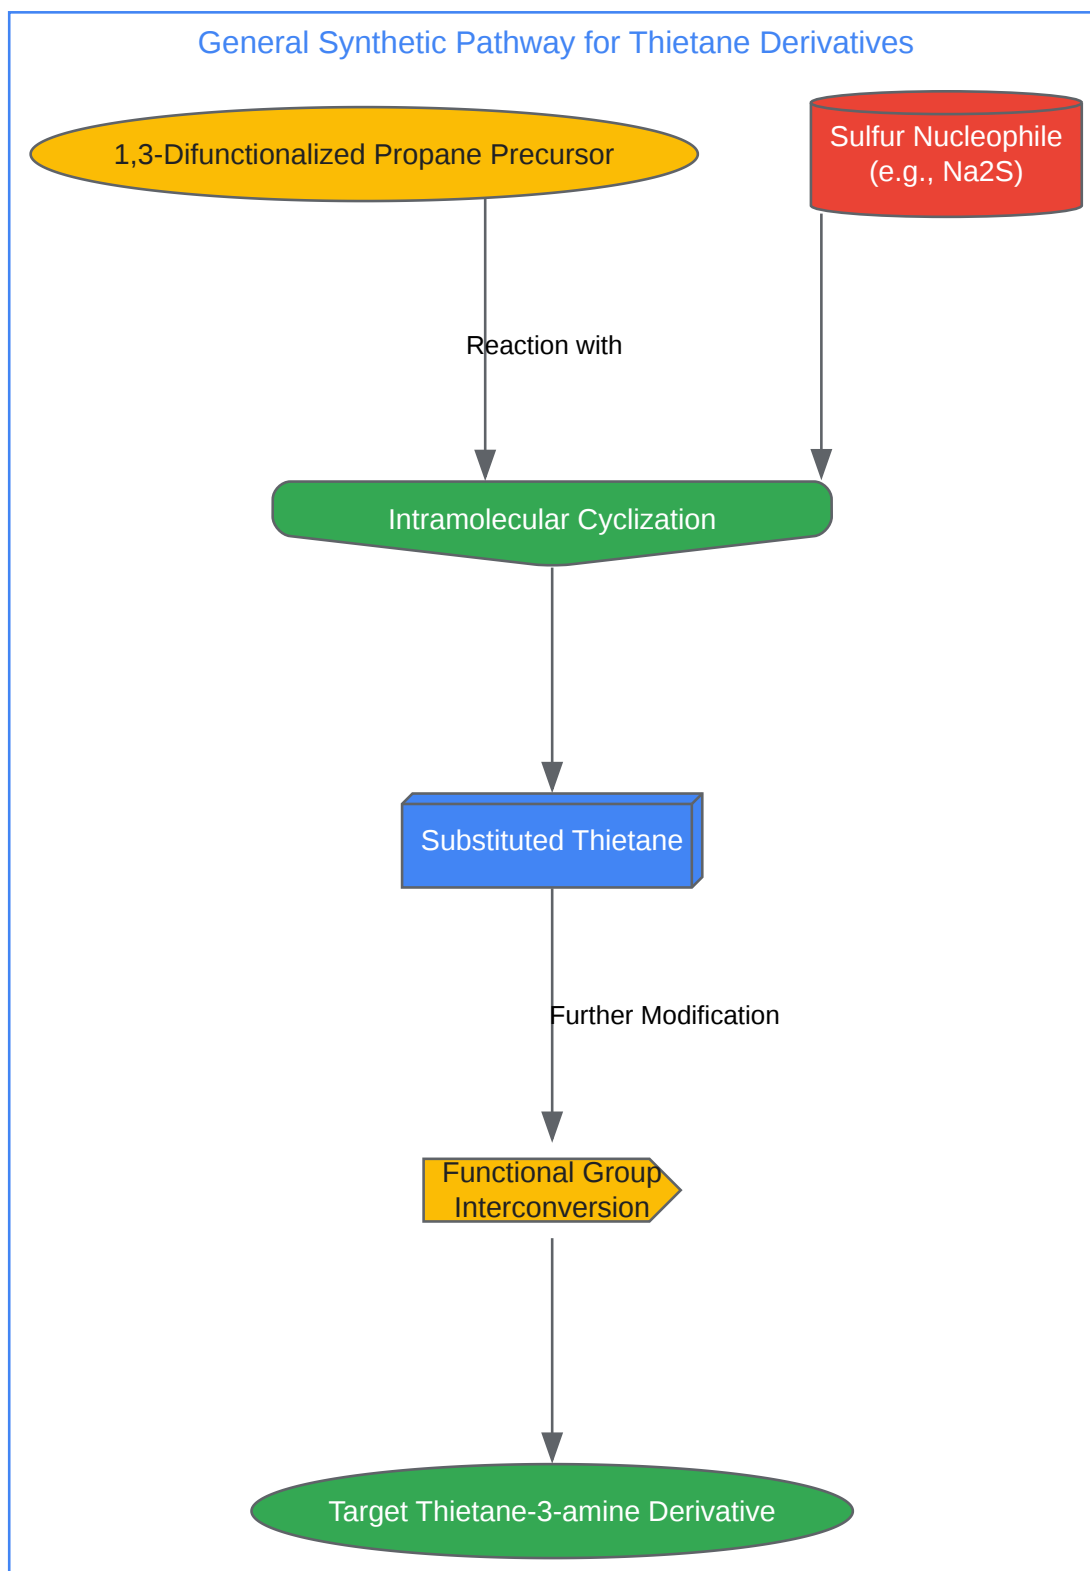 General Synthetic Pathway for Thietane Derivatives
1,3-Difunctionalized Propane Precursor
Sulfur Nucleophile
(e.g., Na2S)
Reaction with
Intramolecular Cyclization
Substituted Thietane
Further Modification
Functional Group
Interconversion
Target Thietane-3-amine Derivative